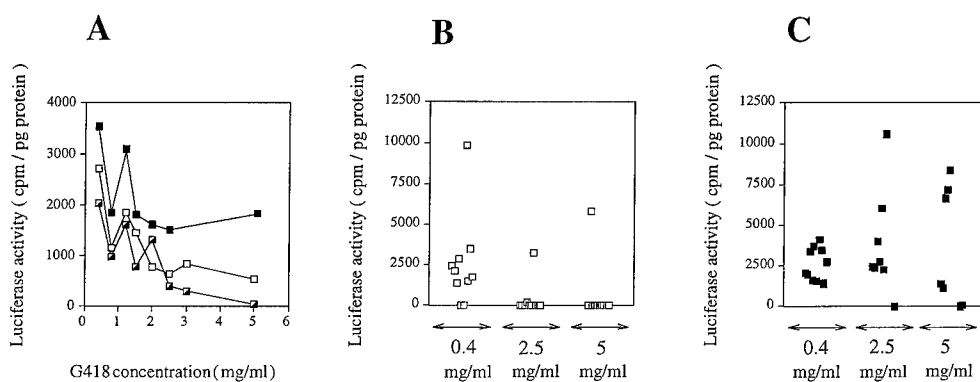 A
Luciferase activity ( cpm / pg protein )
4000
3000
2000
1000
0
0 1 2 3 4 5 6
G418 concentration ( mg/ml )
B
Luciferase activity ( cpm / pg protein )
12500
10000
7500
5000
2500
0
0.4 2.5 5
mg/ml mg/ml mg/ml
C
Luciferase activity ( cpm / pg protein )
12500
10000
7500
5000
2500
0
0.4 2.5 5
mg/ml mg/ml mg/ml